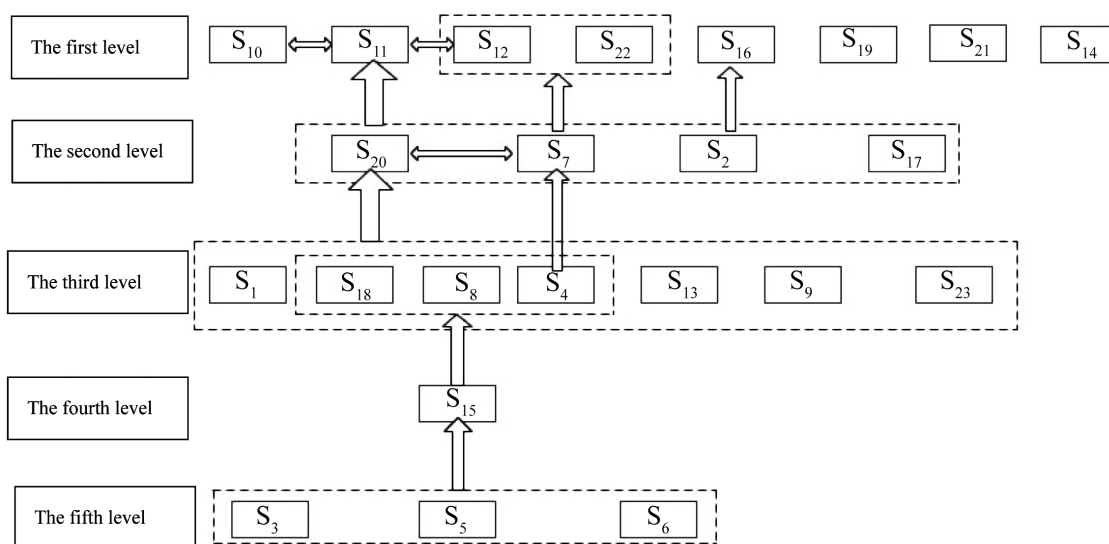 The first level S10 S11 S12 S22 S16 S19 S21 S14
The second level S20 S7 S2 S17
The third level S1 S18 S8 S4 S13 S9 S23
The fourth level S15
The fifth level S3 S5 S6